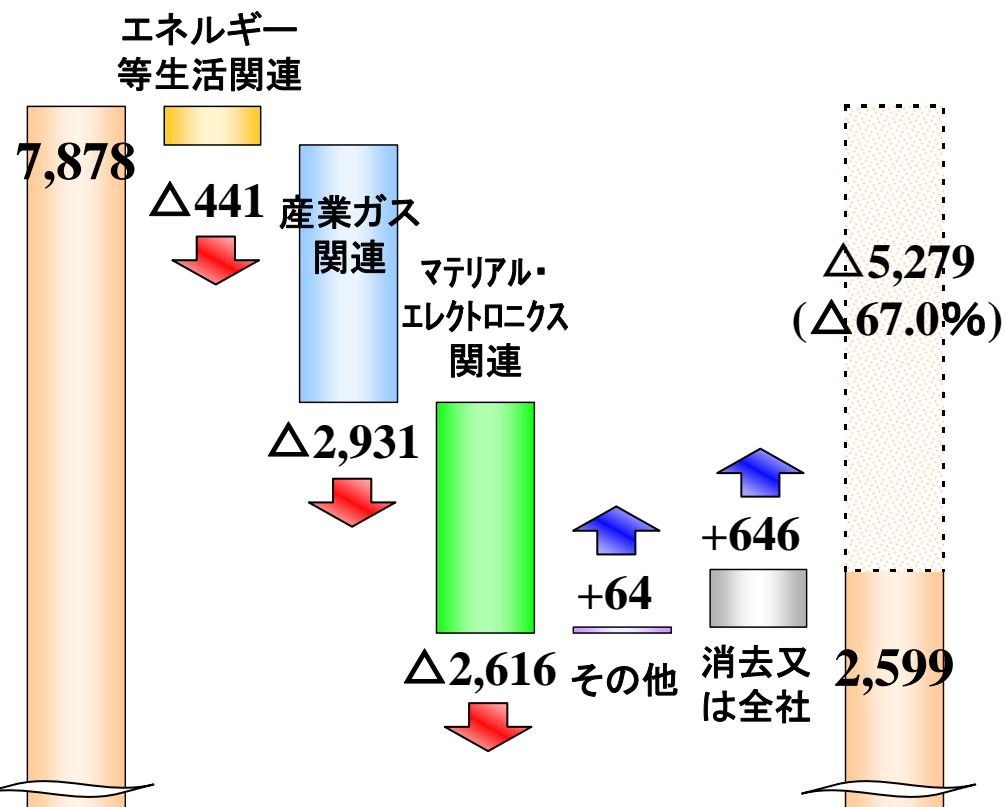 エネルギー
等生活関連
7,878
△441
産業ガス
関連
△2,931
マテリアル・
エレクトロニクス
関連
△2,616
+64
その他
+646
消去又
は全社
△5,279
(△67.0%)
2,599